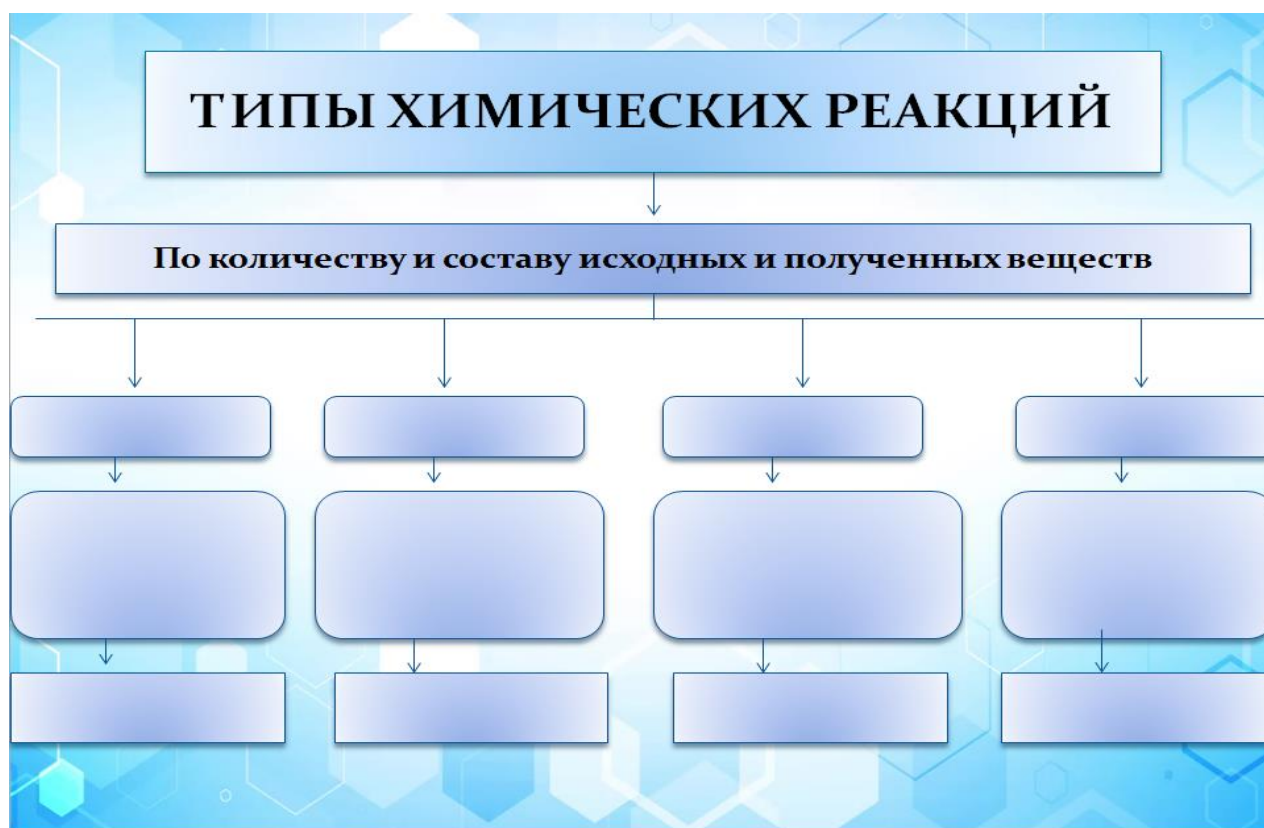 ТИПЫ ХИМИЧЕСКИХ РЕАКЦИЙ
По количеству и составу исходных и полученных веществ